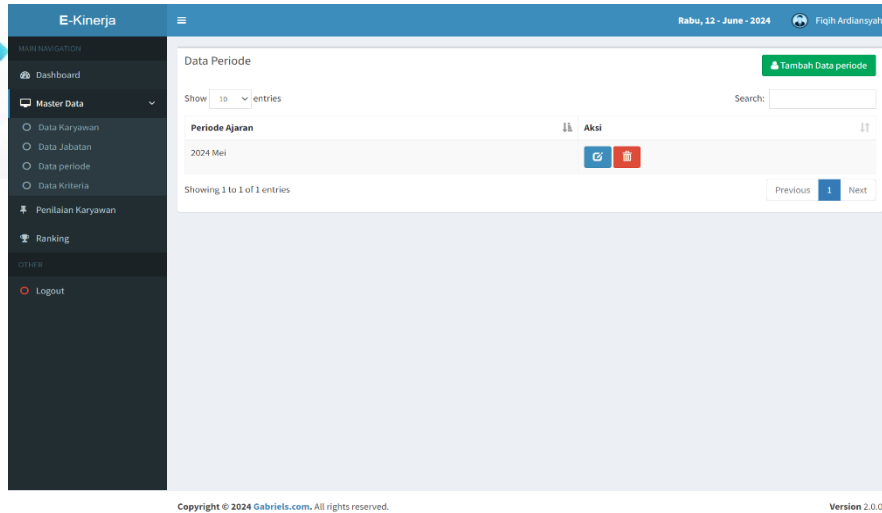 E-Kinerja
Rabu, 12 - June - 2024
Fiqih Ardiansyah
MAIN NAVIGATION
Dashboard
Master Data
Data Karyawan
Data Jabatan
Data periode
Data Kriteria
Penilaian Karyawan
Ranking
OTHER
Logout
Data Periode
Tambah Data periode
Show 10 entries
Search:
Periode Ajaran Aksi
2024 Mei
Showing 1 to 1 of 1 entries
Previous 1 Next
Copyright © 2024 Gabriels.com. All rights reserved.
Version 2.0.0